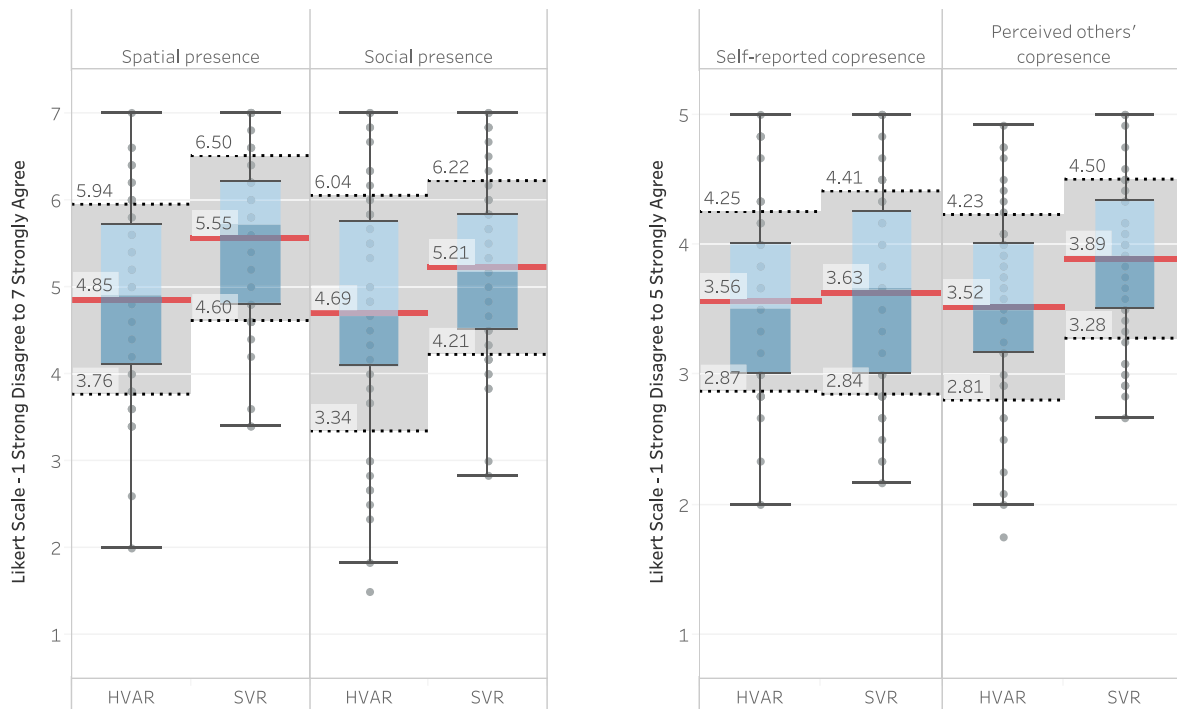 Spatial presence
Social presence
Likert Scale - 1 Strong Disagree to 7 Strongly Agree
7
6
5
4
3
2
1
5.94
4.85
3.76
6.50
5.55
4.60
6.04
4.69
3.34
6.22
5.21
4.21
HVAR
SVR
HVAR
SVR
Self-reported copresence
Perceived others’
copresence
Likert Scale - 1 Strong Disagree to 5 Strongly Agree
5
4
3
2
1
4.25
3.56
2.87
4.41
3.63
2.84
4.23
3.52
2.81
4.50
3.89
3.28
HVAR
SVR
HVAR
SVR